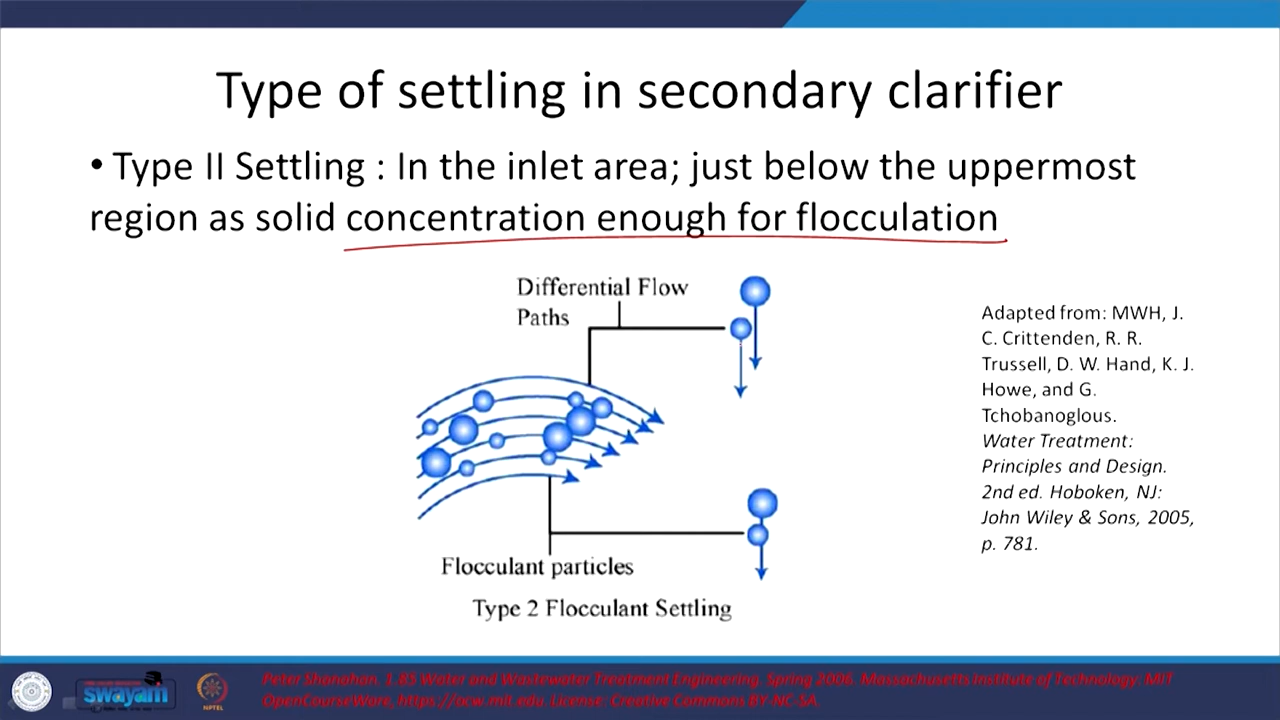 Type of settling in secondary clarifier
• Type II Settling : In the inlet area; just below the uppermost
region as solid concentration enough for flocculation
Differential Flow
Paths
Flocculant particles
Type 2 Flocculant Settling
Adapted from: MWH, J.
C. Crittenden, R. R.
Trussell, D. W. Hand, K. J.
Howe, and G.
Tchobanoglous.
Water Treatment:
Principles and Design.
2nd ed. Hoboken, NJ:
John Wiley & Sons, 2005,
p. 781.
swayam
NPTEL
Peter Shanahan. 1.85 Water and Wastewater Treatment Engineering. Spring 2006. Massachusetts Institute of Technology: MIT
OpenCourseWare, https://ocw.mit.edu. License: Creative Commons BY-NC-SA.